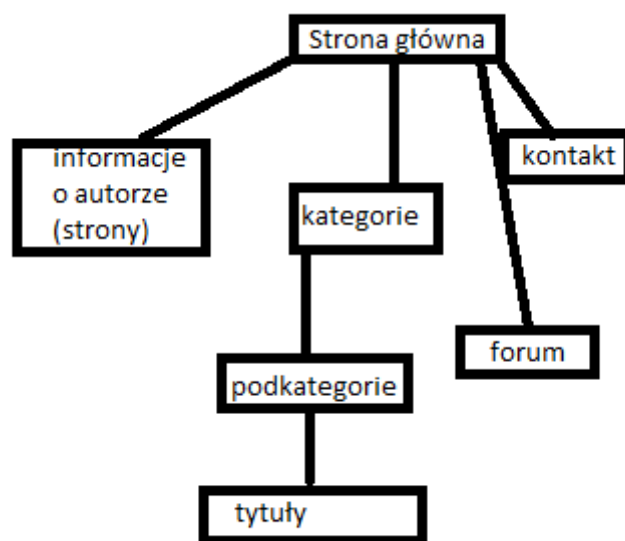 Strona główna
informacje
o autorze
(strony)
kontakt
kategorie
forum
podkategorie
tytuły